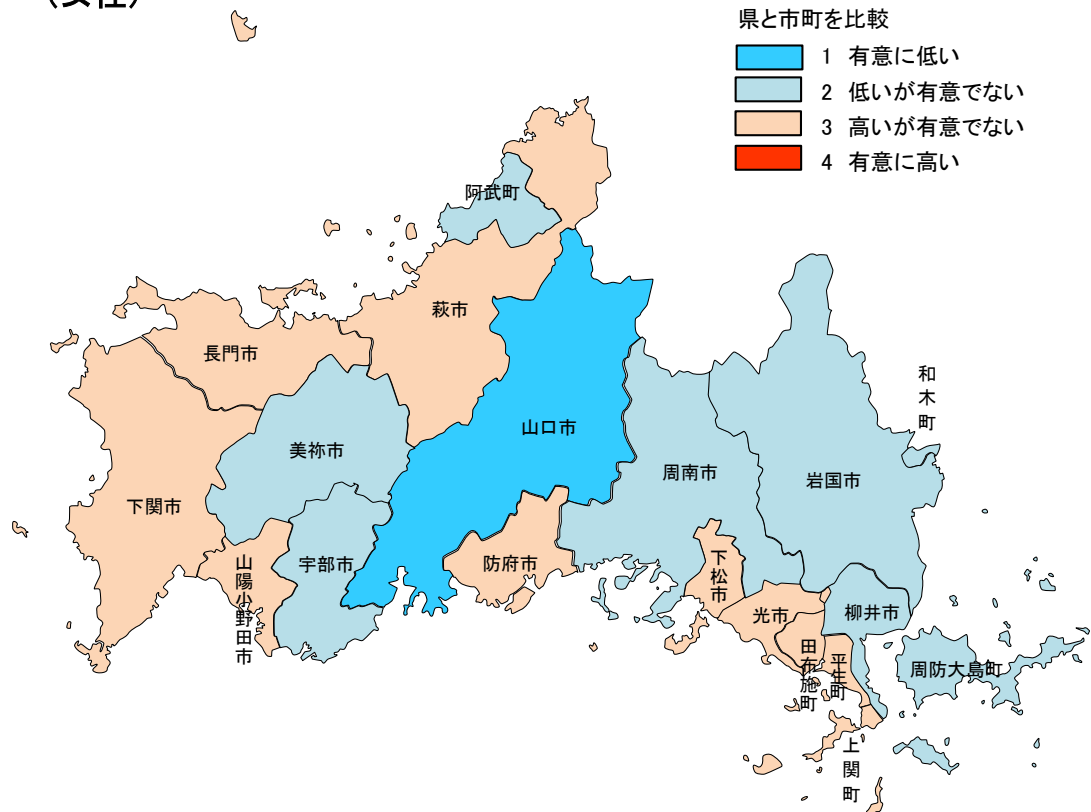 (女性)
県と市町を比較
1 有意に低い
2 低いが有意でない
3 高いが有意でない
4 有意に高い
阿武町
萩市
長門市
和木町
山口市
美祢市
周南市
岩国市
下関市
宇部市
防府市
下松市
山陽小野田市
光市
柳井市
田布施町
平生町
周防大島町
上関町